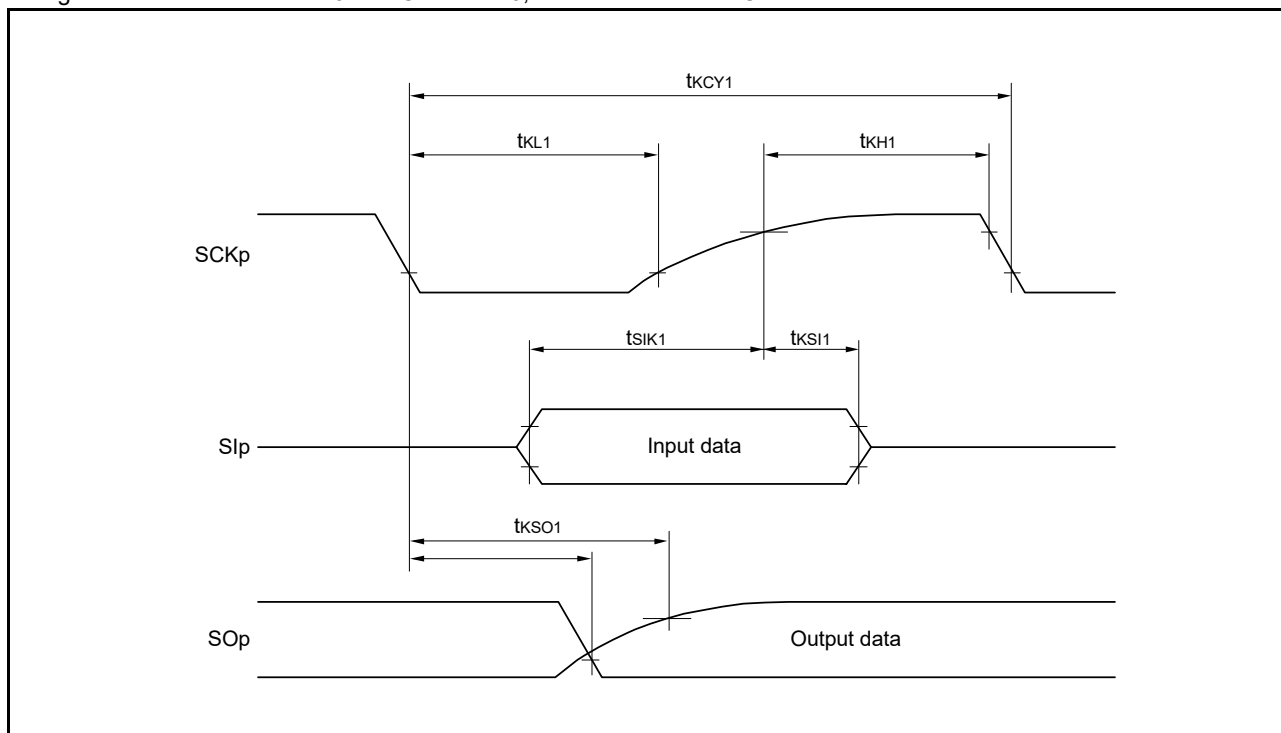 tKCY1
tKL1
tKH1
SCKp
tSIK1
tKSI1
SIp
Input data
tKSO1
SOp
Output data